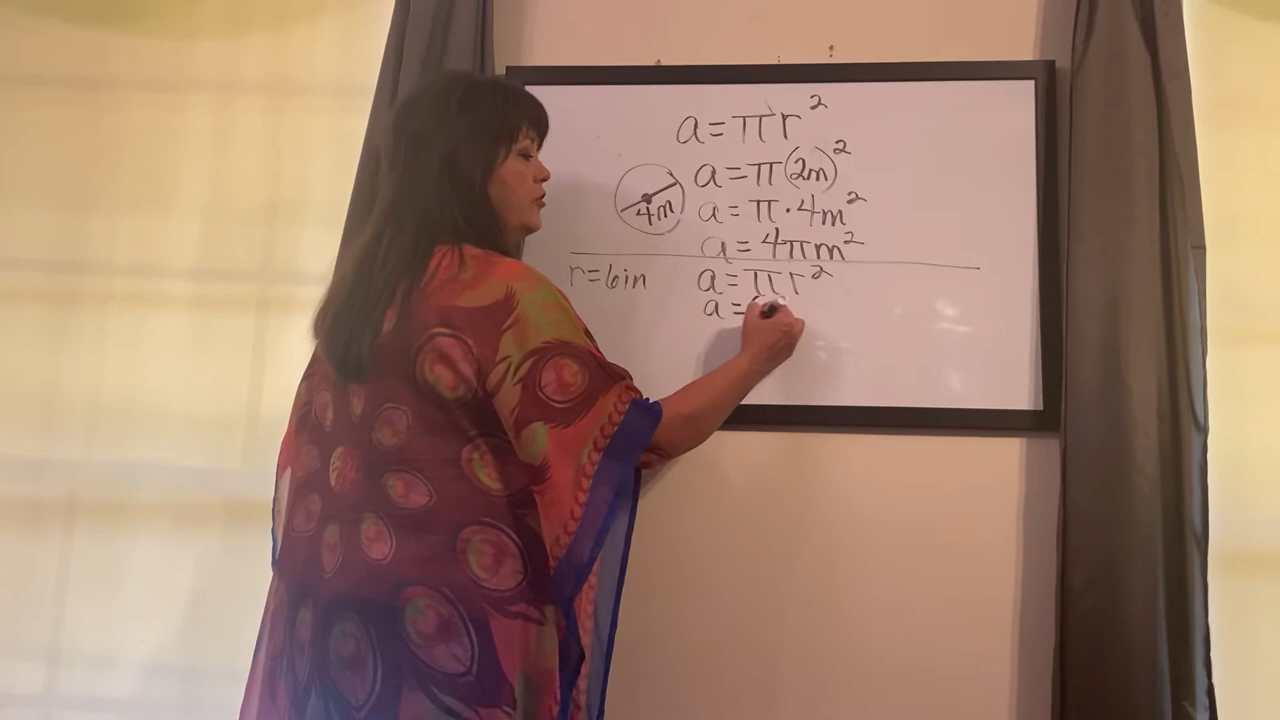 a = πr²
a = π(2m)²
4m
a = π · 4m²
a = 4πm²
r = 6in
a = πr²
a =